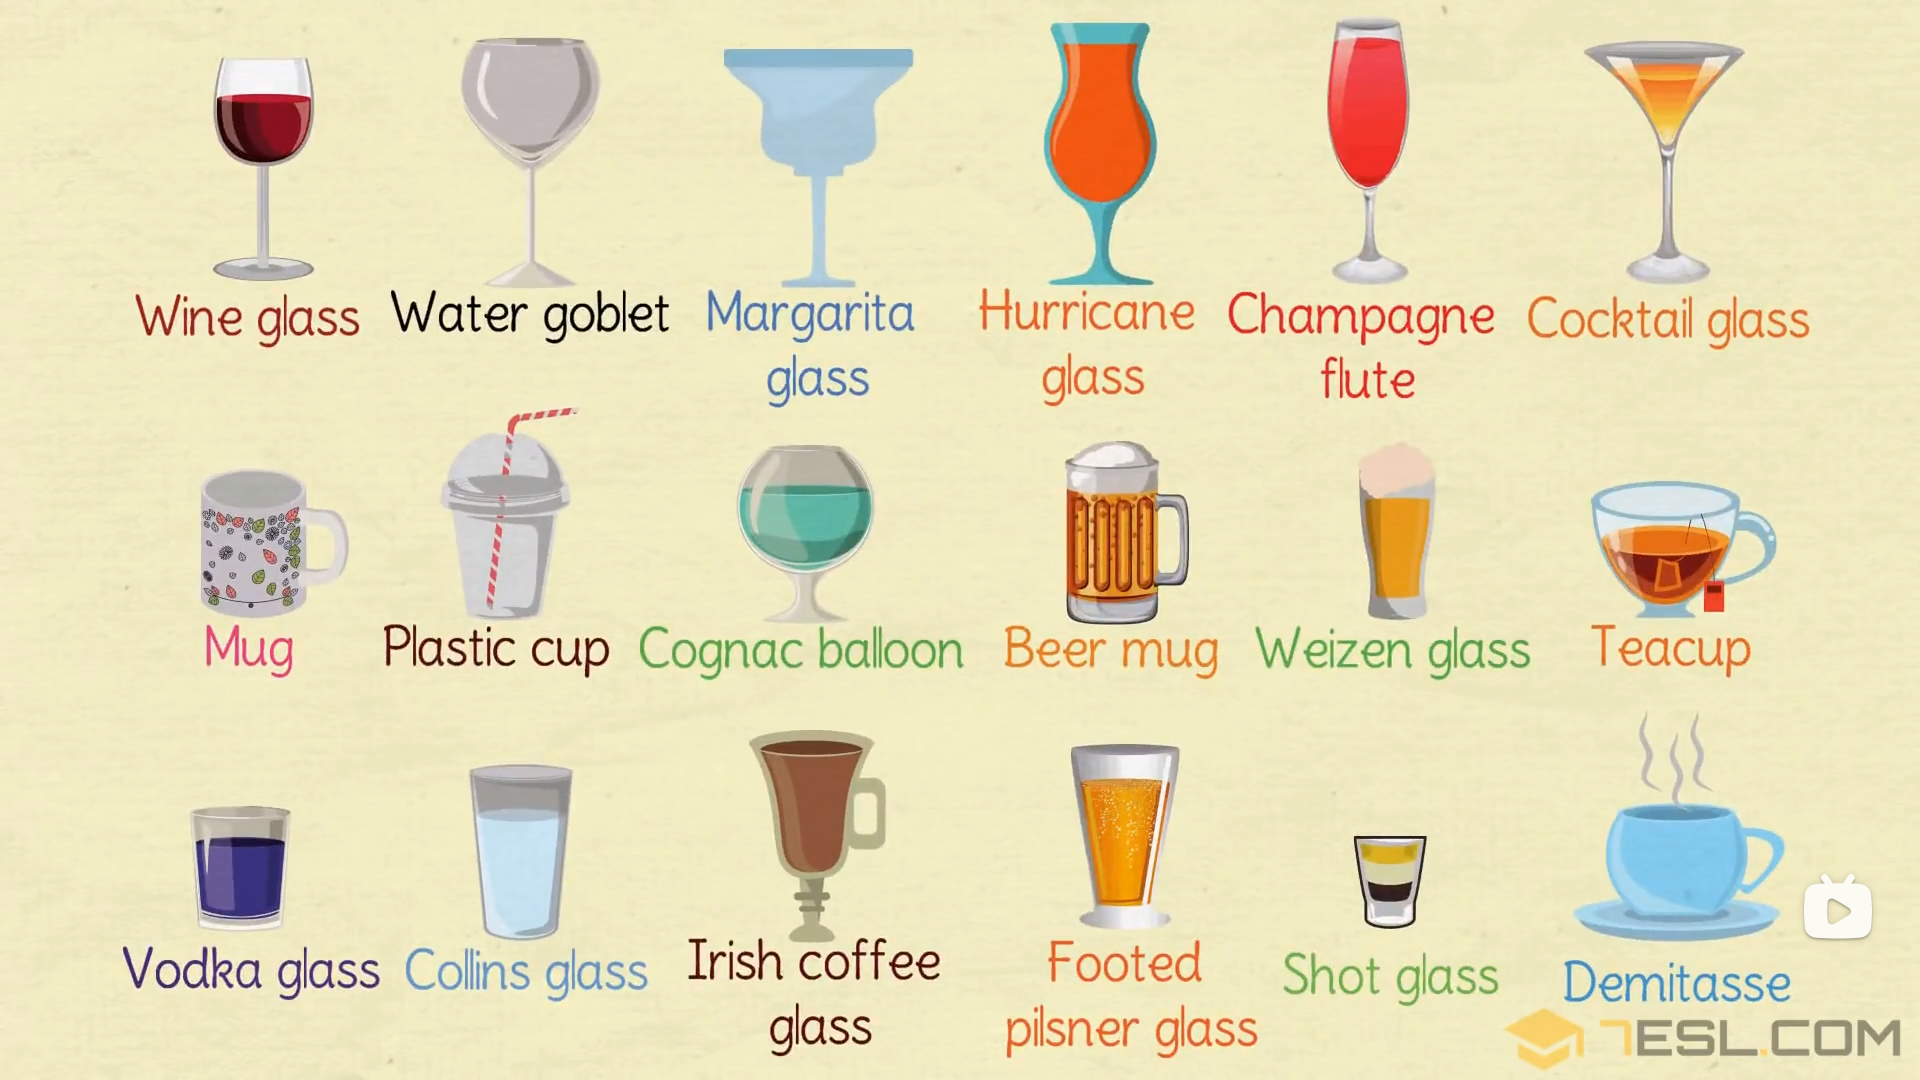 Wine glass
Water goblet
Margarita
glass
Hurricane
glass
Champagne
flute
Cocktail glass
Mug
Plastic cup
Cognac balloon
Beer mug
Weizen glass
Teacup
Vodka glass
Collins glass
Irish coffee
glass
Footed
pilsner glass
Shot glass
Demitasse
7ESL.COM